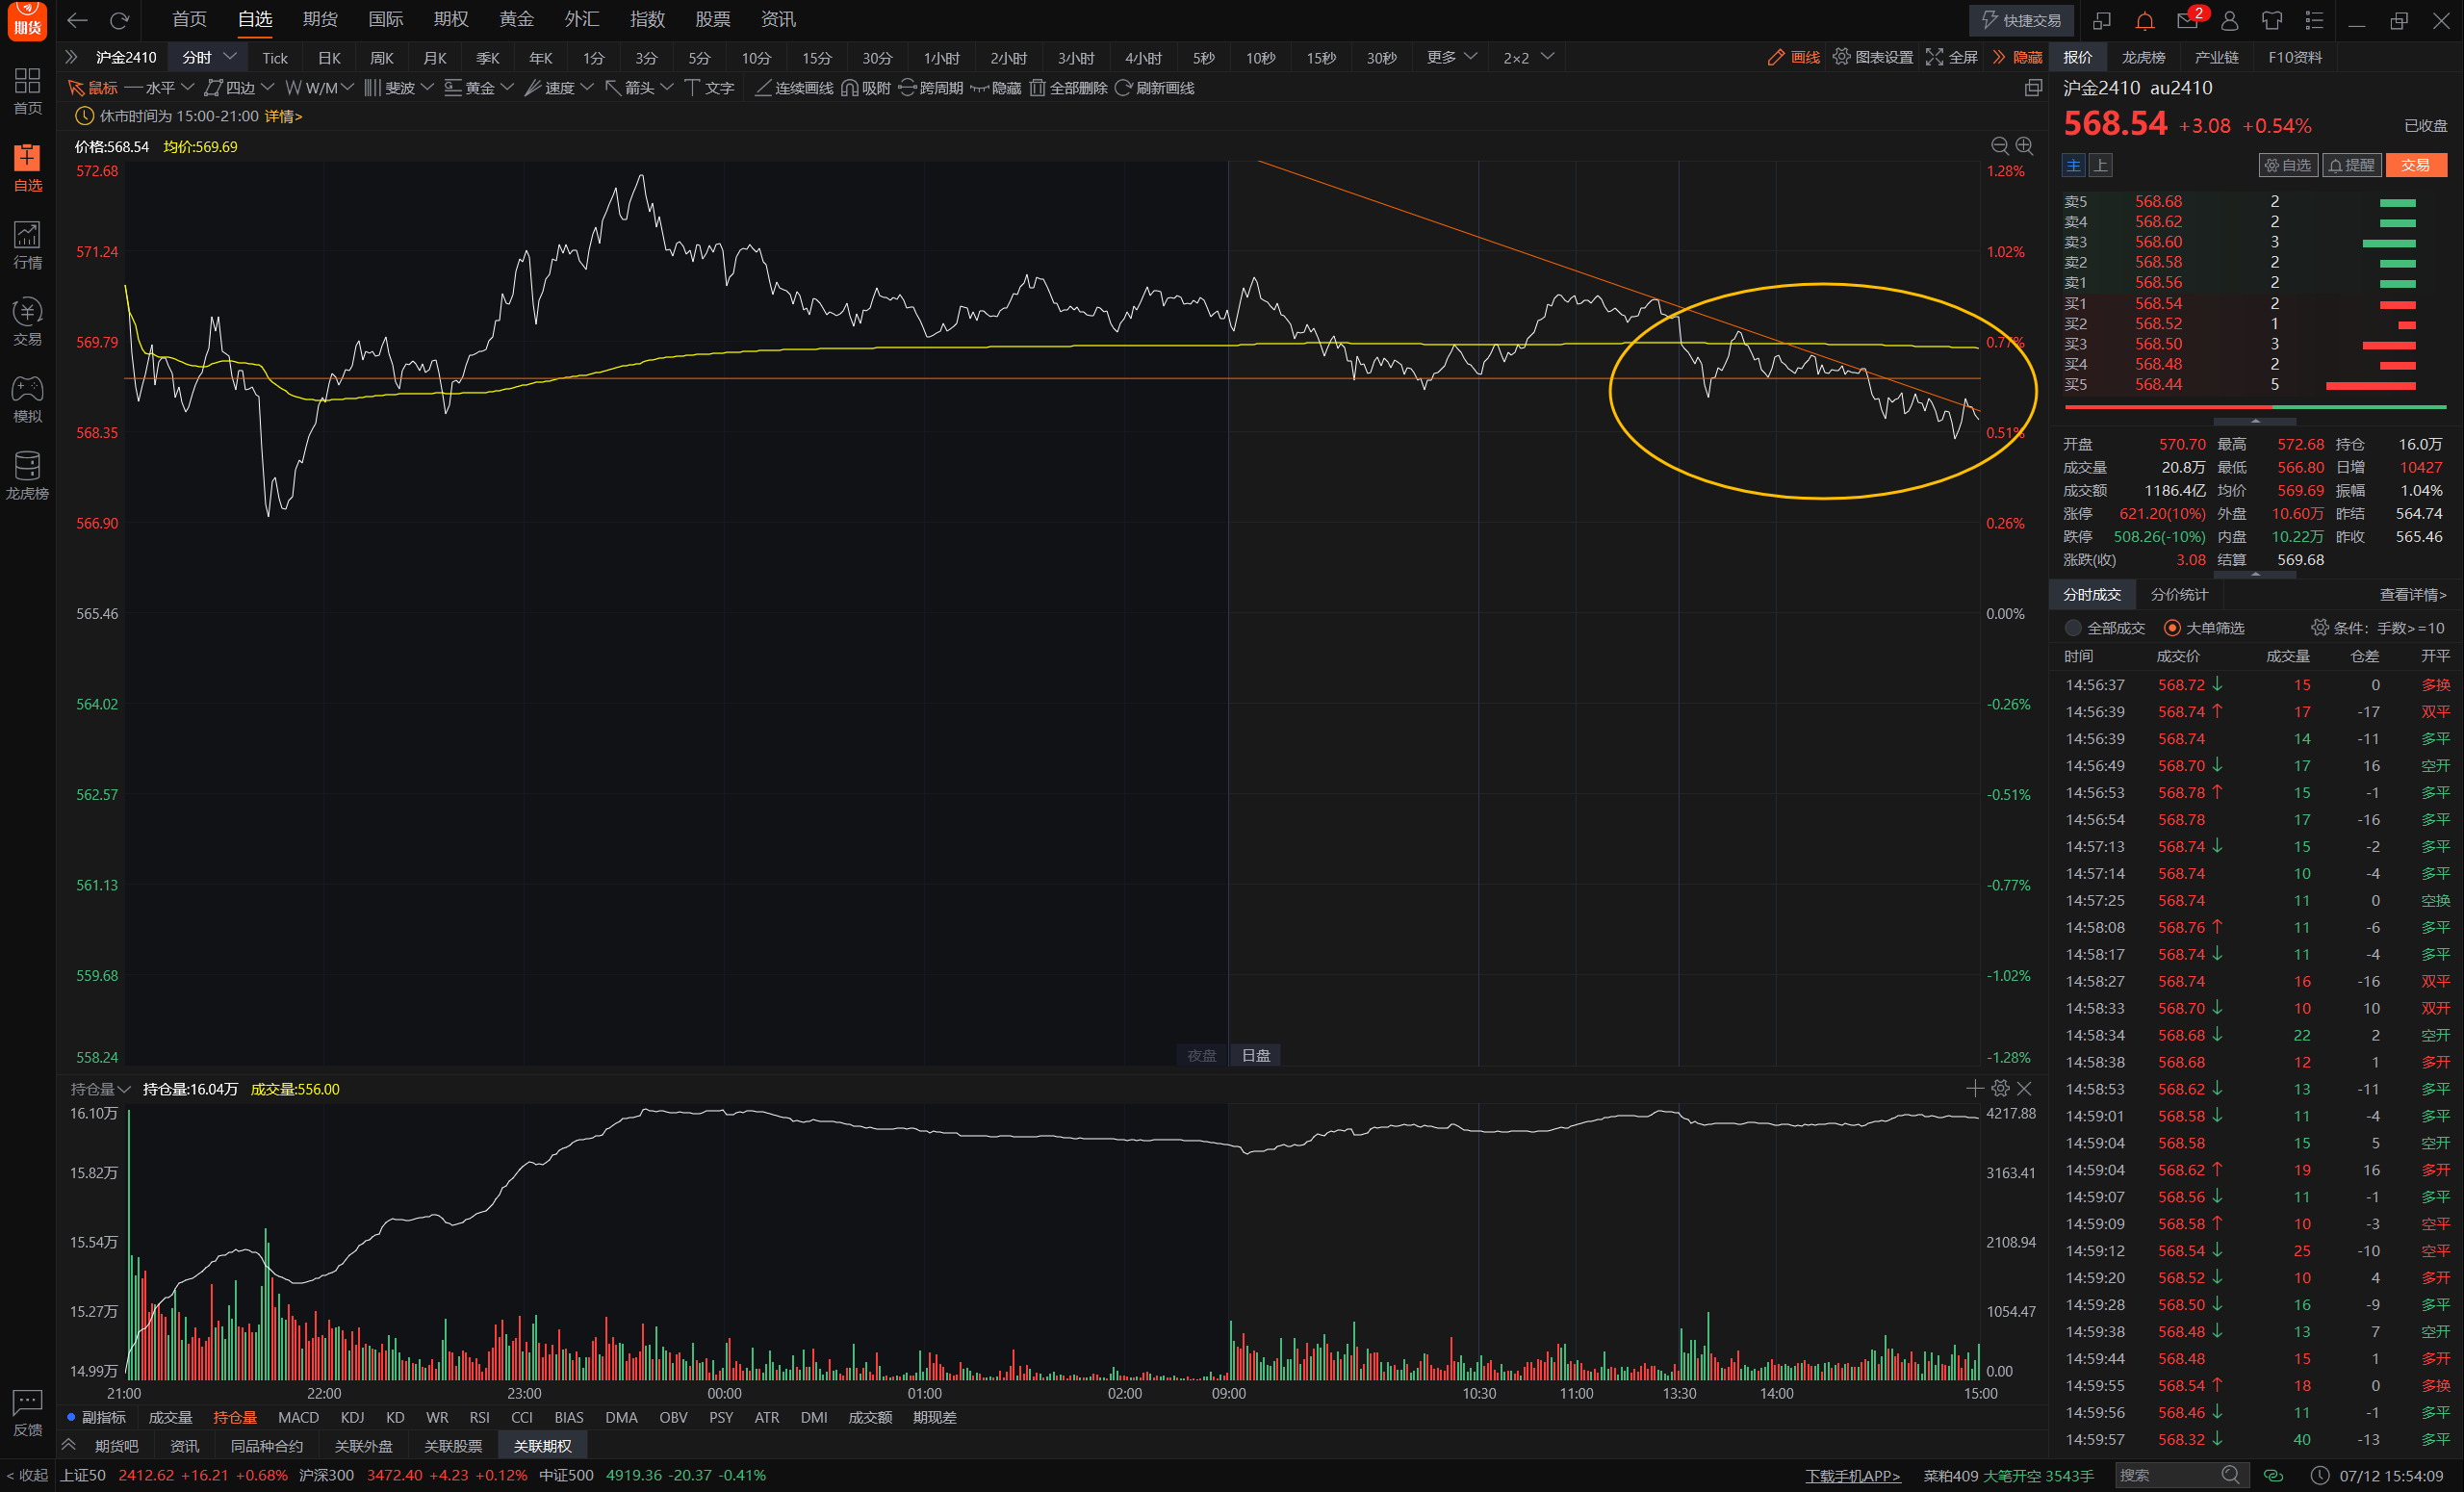 期货
首页 自选 期货 国际 期权 黄金 外汇 指数 股票 资讯 快捷交易 2
沪金2410 分时 Tick 日K 周K 月K 季K 年K 1分 3分 5分 10分 15分 30分 1小时 2小时 3小时 4小时 5秒 10秒 15秒 30秒 更多 2×2 画线 图表设置 全屏 隐藏
鼠标 水平 四边 W/M 斐波 黄金 速度 箭头 文字 连续画线 吸附 跨周期 隐藏 全部删除 刷新画线
休市时间为 15:00-21:00 详情>
价格:568.54 均价:569.69
首页
自选
行情
交易
模拟
龙虎榜
反馈
< 收起
572.68 1.28%
571.24 1.02%
569.79 0.77%
568.35 0.51%
566.90 0.26%
565.46 0.00%
564.02 -0.26%
562.57 -0.51%
561.13 -0.77%
559.68 -1.02%
558.24 -1.28%
夜盘 日盘
持仓量 持仓量:16.04万 成交量:556.00
16.10万 4217.88
15.82万 3163.41
15.54万 2108.94
15.27万 1054.47
14.99万 0.00
21:00 22:00 23:00 00:00 01:00 02:00 09:00 10:30 11:00 13:30 14:00 15:00
副指标 成交量 持仓量 MACD KDJ KD WR RSI CCI BIAS DMA OBV PSY ATR DMI 成交额 期现差
期货吧 资讯 同品种合约 关联外盘 关联股票 关联期权
报价 龙虎榜 产业链 F10资料
沪金2410 au2410
568.54 +3.08 +0.54% 已收盘
主 上 自选 提醒 交易
卖5 568.68 2
卖4 568.62 2
卖3 568.60 3
卖2 568.58 2
卖1 568.56 2
买1 568.54 2
买2 568.52 1
买3 568.50 3
买4 568.48 2
买5 568.44 5
开盘 570.70 最高 572.68 持仓 16.0万
成交量 20.8万 最低 566.80 日增 10427
成交额 1186.4亿 均价 569.69 振幅 1.04%
涨停 621.20(10%) 外盘 10.60万 昨结 564.74
跌停 508.26(-10%) 内盘 10.22万 昨收 565.46
涨跌(收) 3.08 结算 569.68
分时成交 分价统计 查看详情>
全部成交 大单筛选 条件: 手数>=10
时间 成交价 成交量 仓差 开平
14:56:37 568.72↓ 15 0 多换
14:56:39 568.74↑ 17 -17 双平
14:56:39 568.74 14 -11 多平
14:56:49 568.70↓ 17 16 空开
14:56:53 568.78↑ 15 -1 多平
14:56:54 568.78 17 -16 多平
14:57:13 568.74↓ 15 -2 多平
14:57:14 568.74 10 -4 多平
14:57:25 568.74 11 0 空换
14:58:08 568.76↑ 11 -6 多平
14:58:17 568.74↓ 11 -4 多平
14:58:27 568.74 16 -16 双平
14:58:33 568.70↓ 10 10 双开
14:58:34 568.68↓ 22 2 空开
14:58:38 568.68 12 1 多开
14:58:53 568.62↓ 13 -11 多平
14:59:01 568.58↓ 11 -4 多平
14:59:04 568.58 15 5 空开
14:59:04 568.62↑ 19 16 多开
14:59:07 568.56↓ 11 -1 多平
14:59:09 568.58↑ 10 -3 空平
14:59:12 568.54↓ 25 -10 空平
14:59:20 568.52↓ 10 4 多开
14:59:28 568.50↓ 16 -9 多平
14:59:38 568.48↓ 13 7 空开
14:59:44 568.48 15 1 多开
14:59:55 568.54↑ 18 0 多换
14:59:56 568.46↓ 11 -1 多平
14:59:57 568.32↓ 40 -13 多平
上证50 2412.62 +16.21 +0.68% 沪深300 3472.40 +4.23 +0.12% 中证500 4919.36 -20.37 -0.41% 下载手机APP> 菜粕409 大笔开空 3543手 搜索 07/12 15:54:09